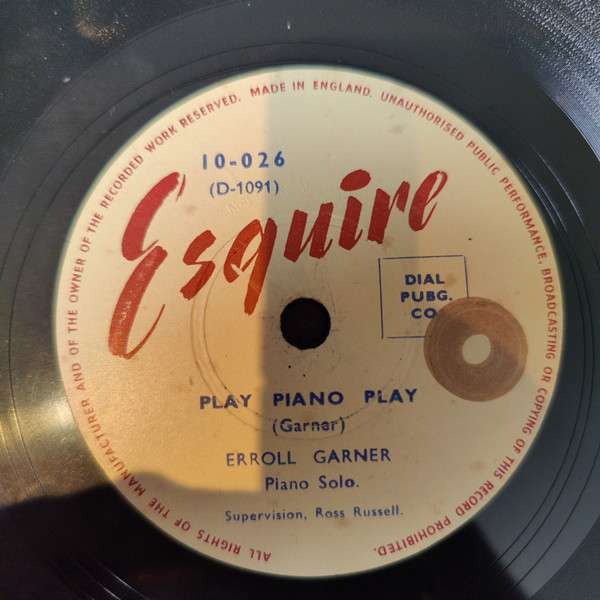 10-026
(D-1091)
Esquire
DIAL
PUBG.
CO.
PLAY PIANO PLAY
(Garner)
ERROLL GARNER
Piano Solo.
Supervision, Ross Russell.
ALL RIGHTS OF THE MANUFACTURER AND OF THE OWNER OF THE RECORDED WORK RESERVED. MADE IN ENGLAND. UNAUTHORISED PUBLIC PERFORMANCE, BROADCASTING OR COPYING OF THIS RECORD PROHIBITED.